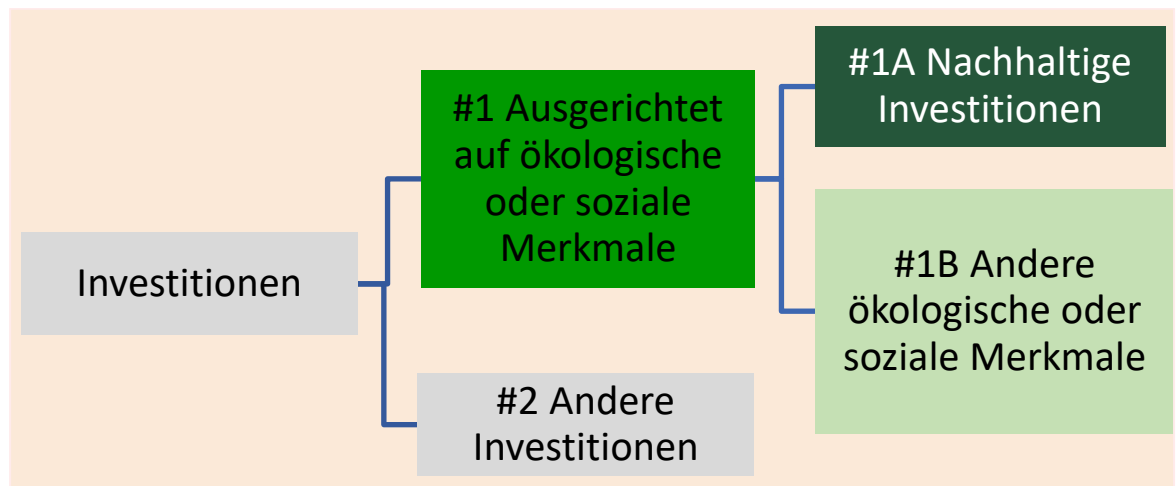 Investitionen
#1 Ausgerichtet
auf ökologische
oder soziale
Merkmale
#2 Andere
Investitionen
#1A Nachhaltige
Investitionen
#1B Andere
ökologische oder
soziale Merkmale